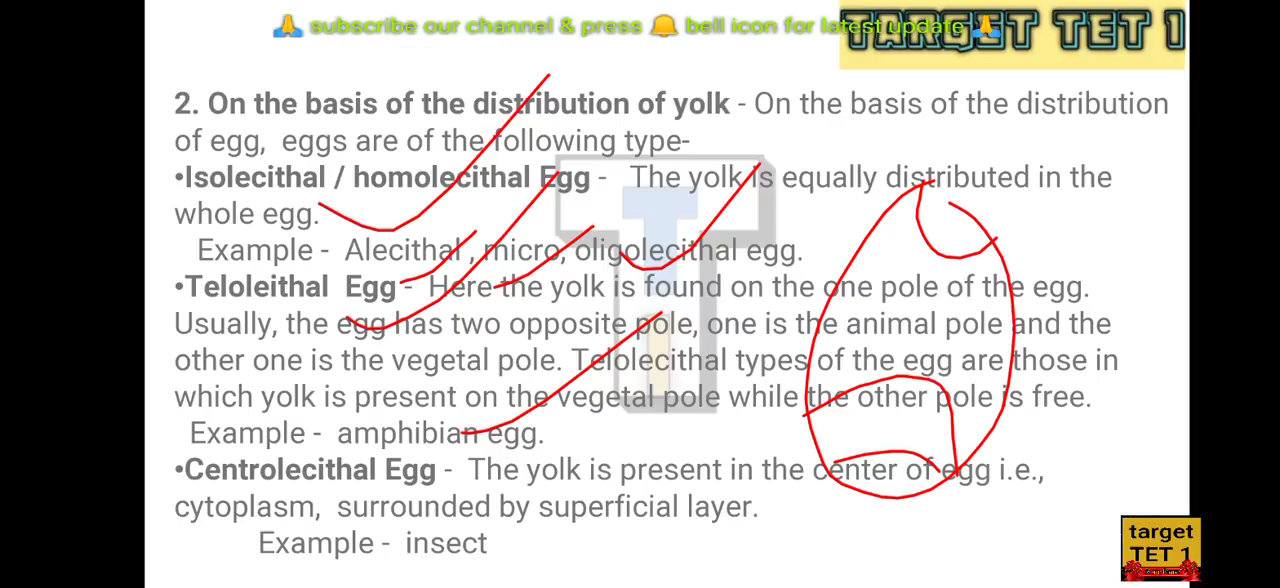 🙏 subscribe our channel & press 🔔 bell icon for latest update 🙏
TARGET TET 1
2. On the basis of the distribution of yolk - On the basis of the distribution
of egg, eggs are of the following type-
•Isolecithal / homolecithal Egg - The yolk is equally distributed in the
whole egg.
Example - Alecithal , micro, oligolecithal egg.
•Teloleithal Egg - Here the yolk is found on the one pole of the egg.
Usually, the egg has two opposite pole, one is the animal pole and the
other one is the vegetal pole. Telolecithal types of the egg are those in
which yolk is present on the vegetal pole while the other pole is free.
Example - amphibian egg.
•Centrolecithal Egg - The yolk is present in the center of egg i.e.,
cytoplasm, surrounded by superficial layer.
Example - insect
target
TET 1